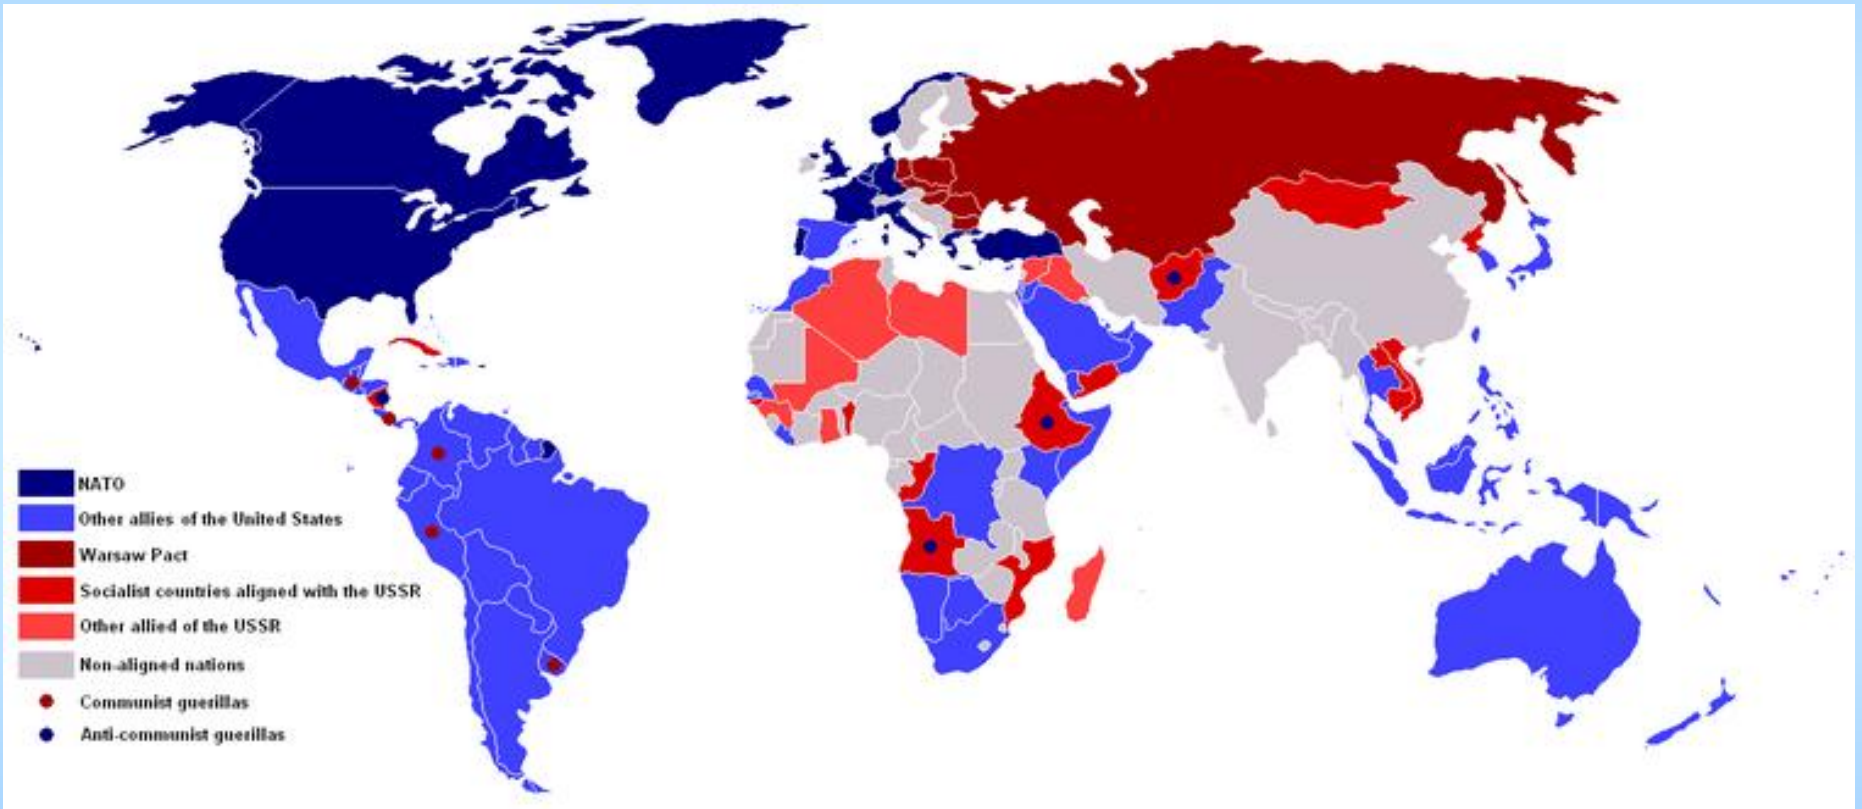 NATO
Other allies of the United States
Warsaw Pact
Socialist countries aligned with the USSR
Other allied of the USSR
Non-aligned nations
Communist guerillas
Anti-communist guerillas